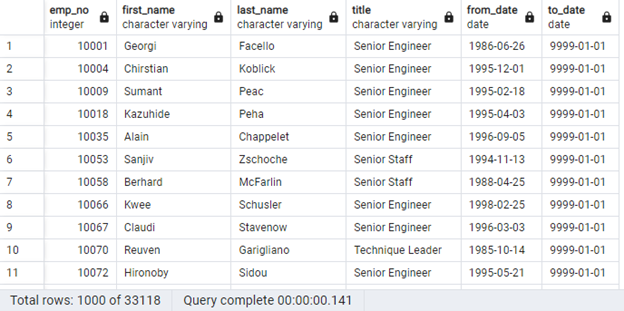 emp_no integer first_name character varying last_name character varying title character varying from_date date to_date date
1 10001 Georgi Facello Senior Engineer 1986-06-26 9999-01-01
2 10004 Chirstian Koblick Senior Engineer 1995-12-01 9999-01-01
3 10009 Sumant Peac Senior Engineer 1995-02-18 9999-01-01
4 10018 Kazuhide Peha Senior Engineer 1995-04-03 9999-01-01
5 10035 Alain Chappelet Senior Engineer 1996-09-05 9999-01-01
6 10053 Sanjiv Zschoche Senior Staff 1994-11-13 9999-01-01
7 10058 Berhard McFarlin Senior Staff 1988-04-25 9999-01-01
8 10066 Kwee Schusler Senior Engineer 1998-02-25 9999-01-01
9 10067 Claudi Stavenow Senior Engineer 1996-03-03 9999-01-01
10 10070 Reuven Garigliano Technique Leader 1985-10-14 9999-01-01
11 10072 Hironoby Sidou Senior Engineer 1995-05-21 9999-01-01
Total rows: 1000 of 33118 Query complete 00:00:00.141